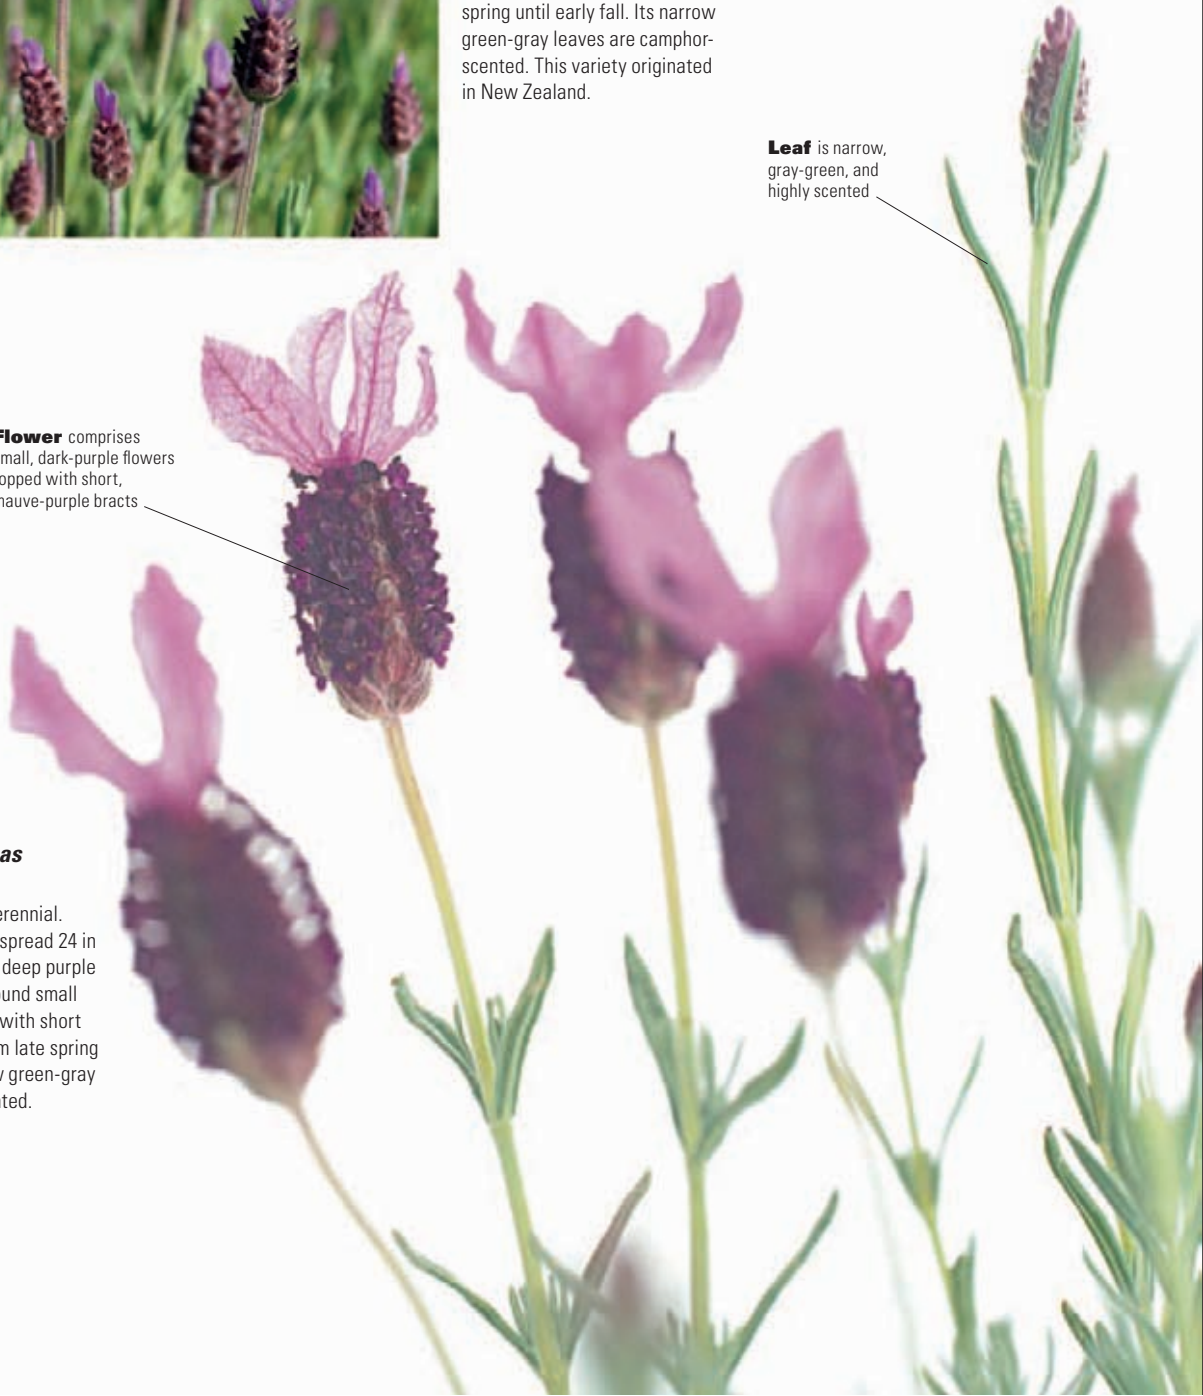 spring until early fall. Its narrow
green-gray leaves are camphor-
scented. This variety originated
in New Zealand.
Leaf is narrow,
gray-green, and
highly scented
Flower comprises
mall, dark-purple flowers
opped with short,
nauve-purple bracts
as
erennial.
spread 24 in
deep purple
ound small
with short
m late spring
green-gray
ted.